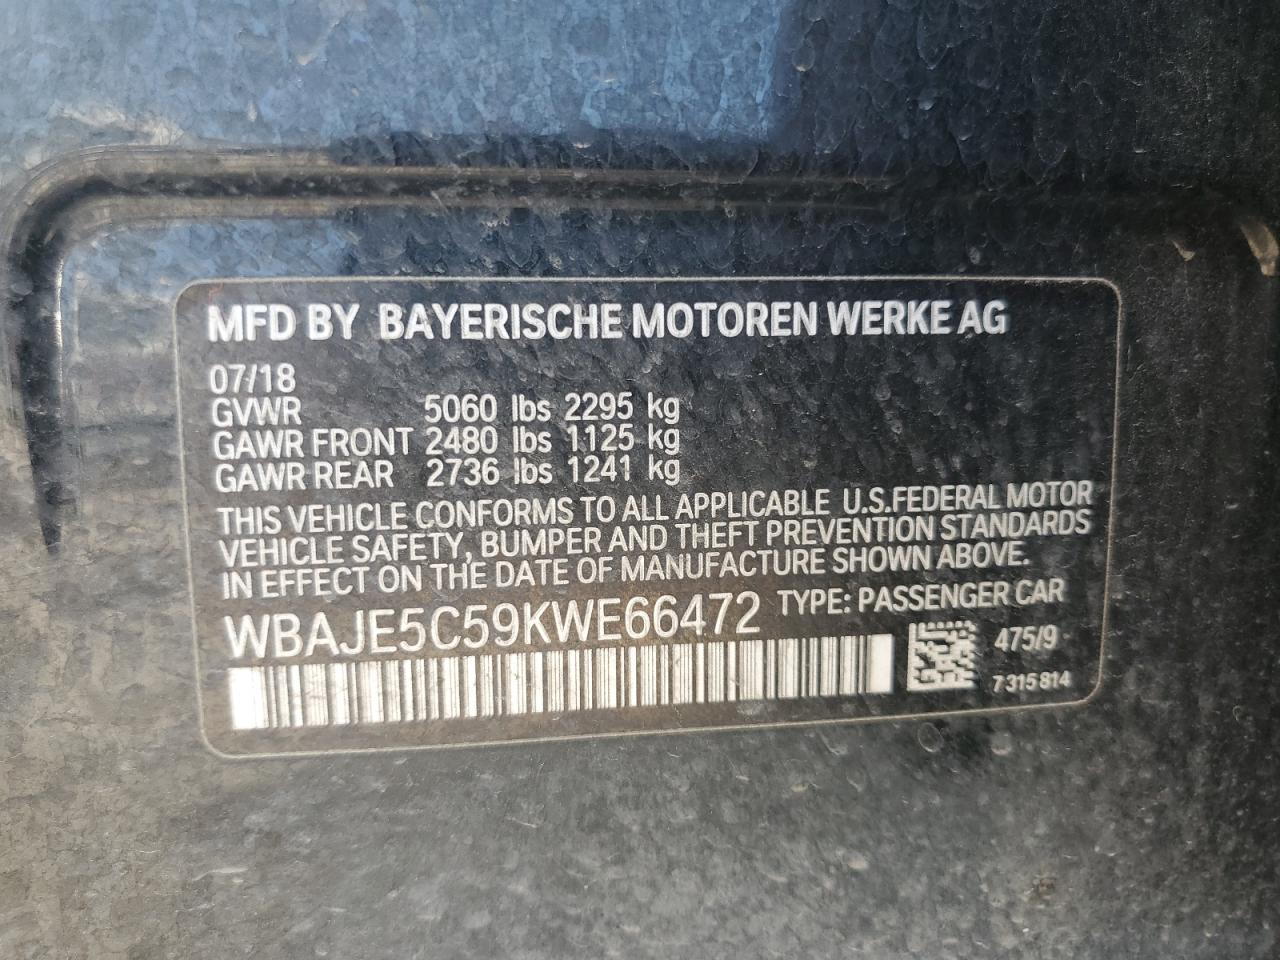 MFD BY BAYERISCHE MOTOREN WERKE AG
07/18
GVWR 5060 lbs 2295 kg
GAWR FRONT 2480 lbs 1125 kg
GAWR REAR 2736 lbs 1241 kg
THIS VEHICLE CONFORMS TO ALL APPLICABLE U.S.FEDERAL MOTOR
VEHICLE SAFETY, BUMPER AND THEFT PREVENTION STANDARDS
IN EFFECT ON THE DATE OF MANUFACTURE SHOWN ABOVE.
WBAJE5C59KWE66472 TYPE: PASSENGER CAR
475/9
7 315 814